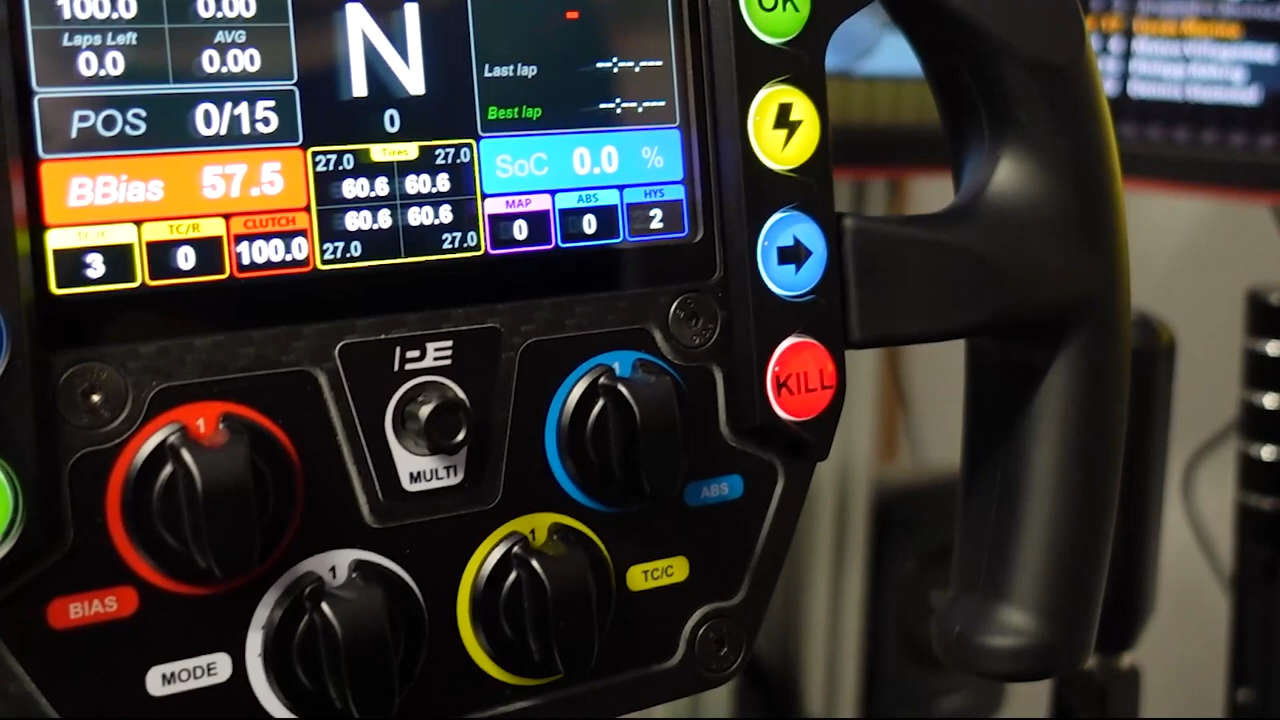 100.0 0.00
Laps Left AVG
0.0 0.00
POS 0/15
BBias 57.5
TC/R CLUTCH
3 0 100.0
N
0
Tires
27.0 27.0
60.6 60.6
60.6 60.6
27.0 27.0
Last lap --:--.---
Best lap --:--.---
SoC 0.0 %
MAP ABS HYS
0 0 2
OK
KILL
1
BIAS
1
MODE
MULTI
1
ABS
1
TC/C